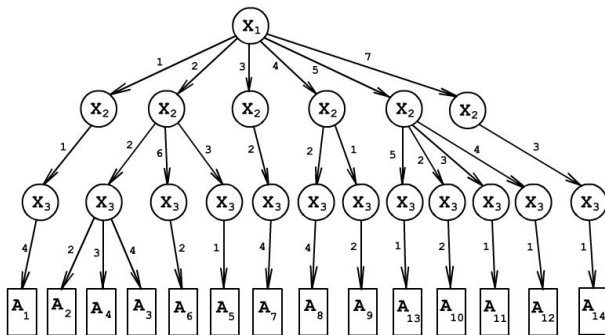 X₁
1 2 3 4 5 7
X₂ X₂ X₂ X₂ X₂ X₂
1 2 6 3 2 2 1 5 2 3 4 3
X₃ X₃ X₃ X₃ X₃ X₃ X₃ X₃ X₃ X₃ X₃ X₃
4 2 3 4 2 1 4 4 2 1 2 1 1 1
A₁ A₂ A₄ A₃ A₆ A₅ A₇ A₈ A₉ A₁₃ A₁₀ A₁₁ A₁₂ A₁₄